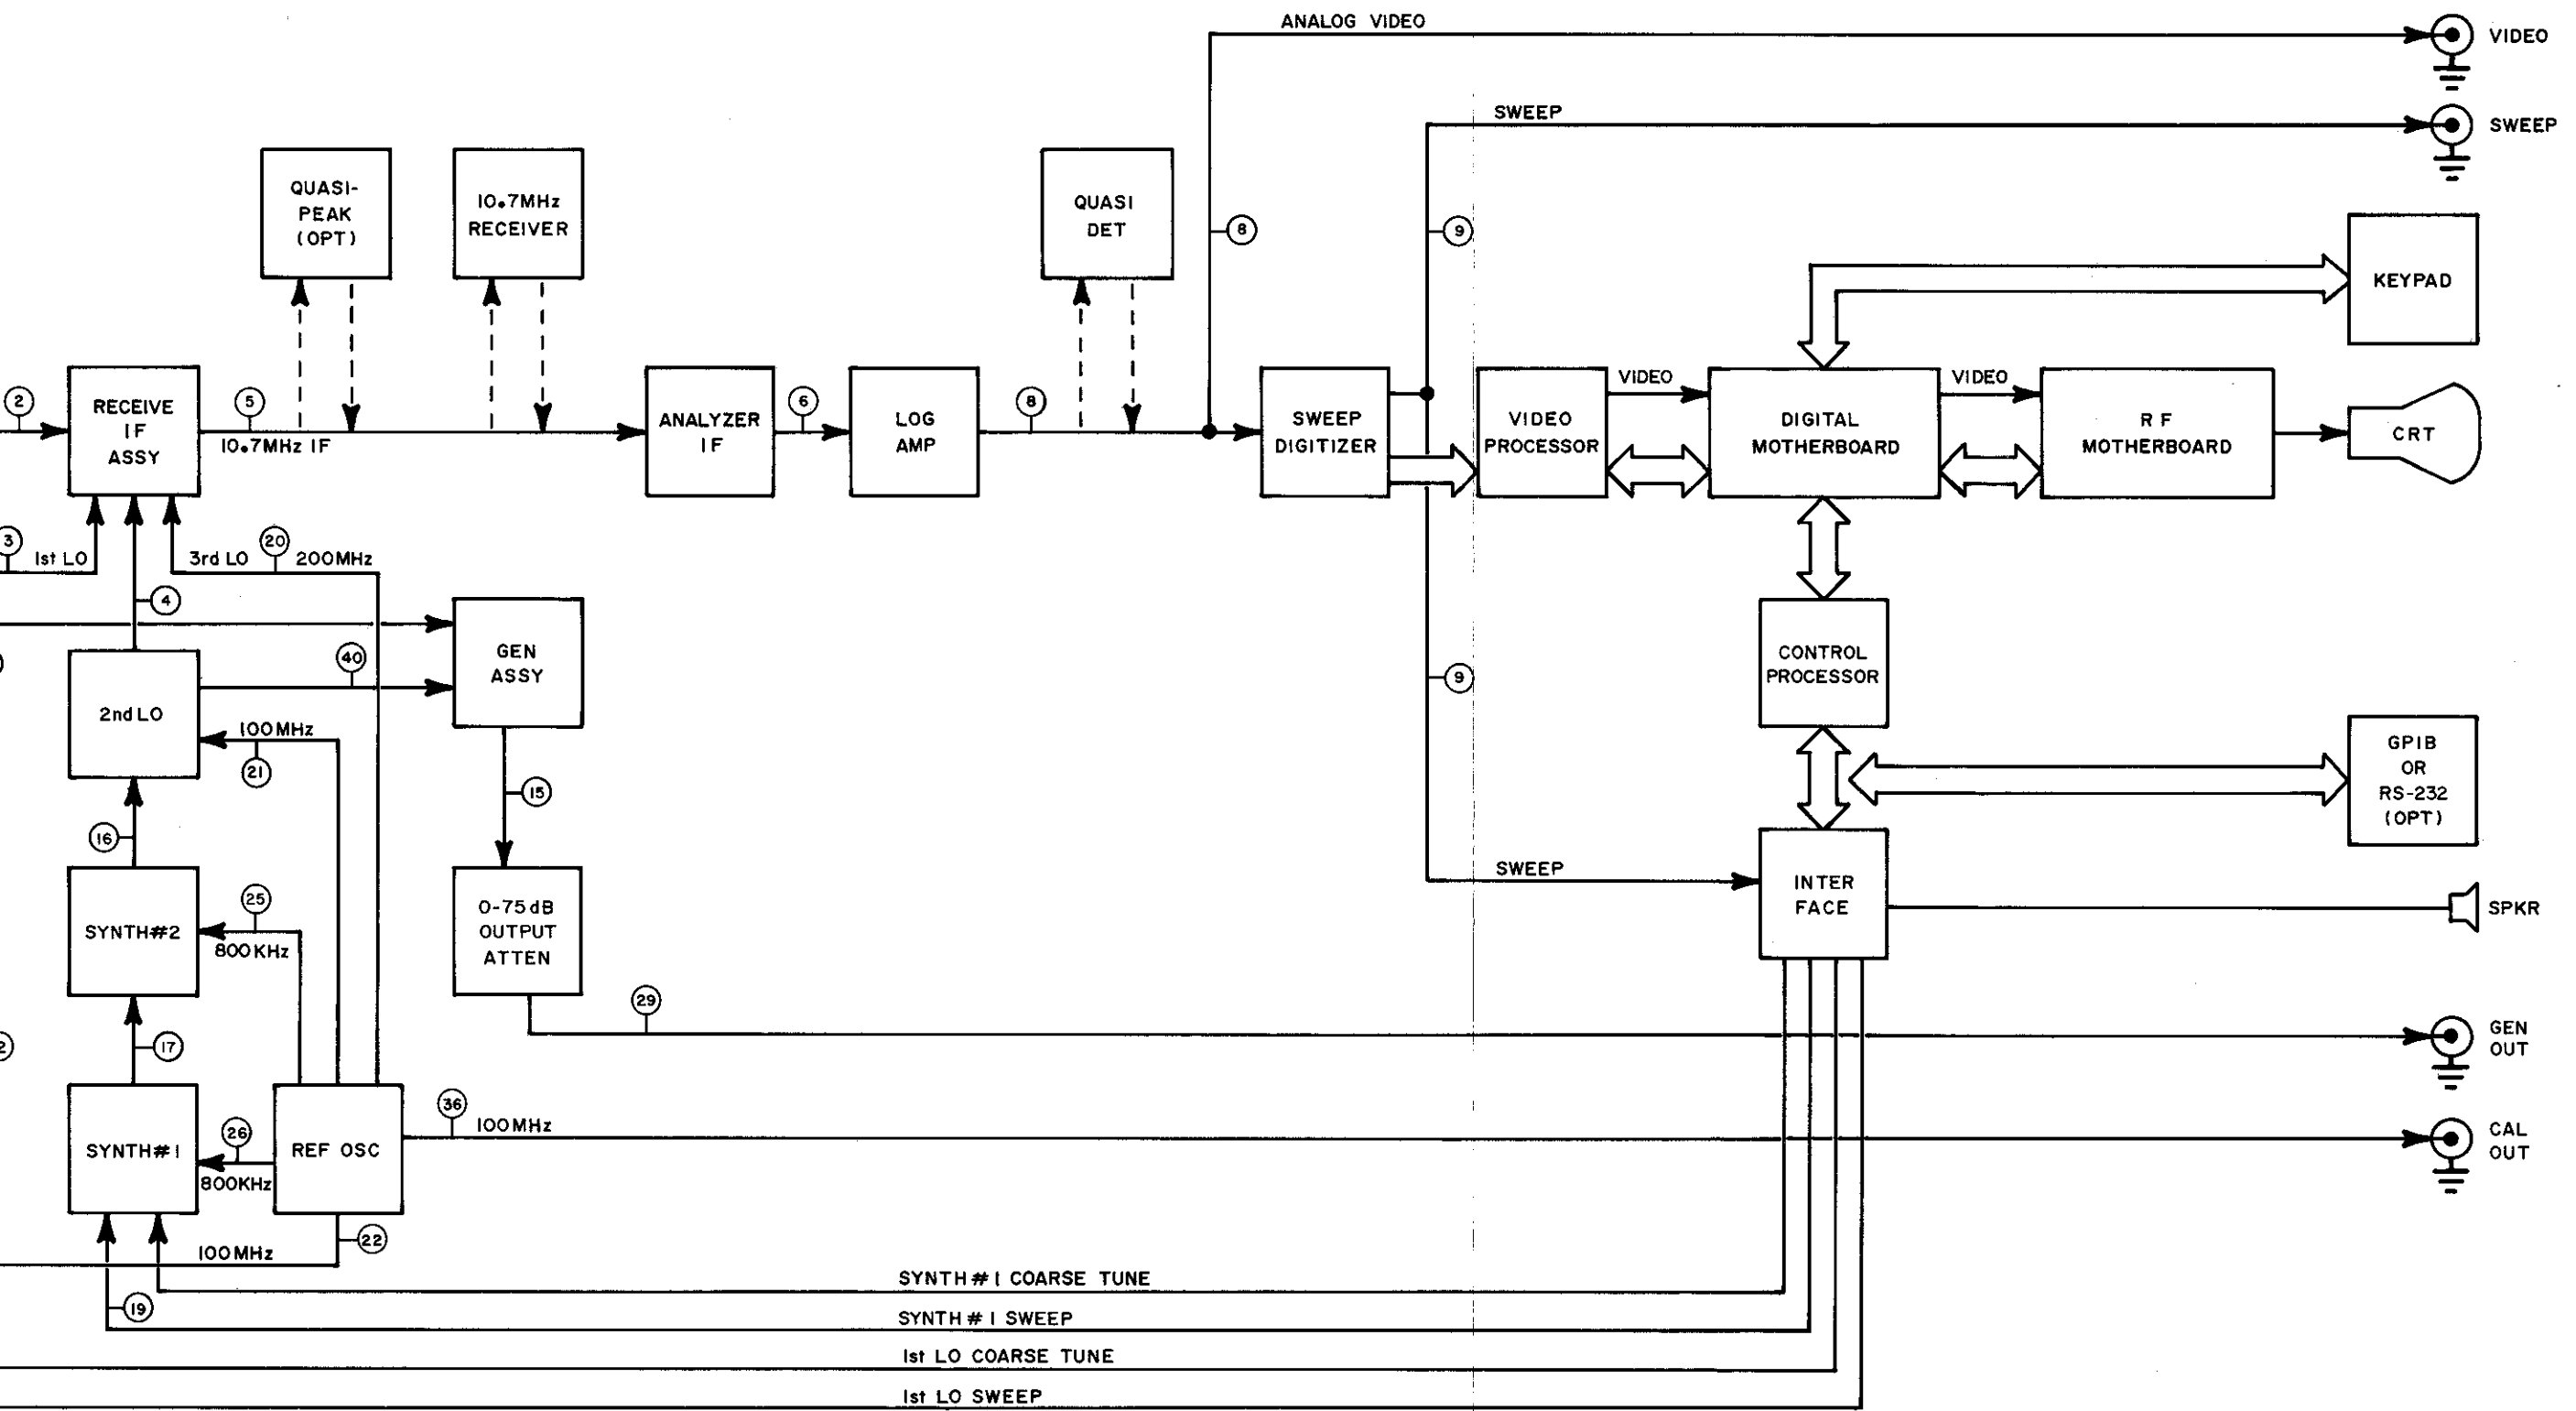 ANALOG VIDEO
VIDEO
SWEEP
SWEEP
QUASI-
PEAK
(OPT)
10.7MHz
RECEIVER
QUASI
DET
8
9
KEYPAD
2
RECEIVE
IF
ASSY
5
10.7MHz IF
ANALYZER
IF
6
LOG
AMP
8
SWEEP
DIGITIZER
VIDEO
PROCESSOR
VIDEO
DIGITAL
MOTHERBOARD
VIDEO
RF
MOTHERBOARD
CRT
3
1st LO
3rd LO
20
200MHz
4
GEN
ASSY
40
9
CONTROL
PROCESSOR
2nd LO
100MHz
21
15
GPIB
OR
RS-232
(OPT)
16
SWEEP
INTER
FACE
SPKR
SYNTH#2
25
800KHz
0-75dB
OUTPUT
ATTEN
29
GEN
OUT
2
17
SYNTH#1
26
800KHz
REF OSC
36
100MHz
CAL
OUT
22
100MHz
19
SYNTH#1 COARSE TUNE
SYNTH#1 SWEEP
1st LO COARSE TUNE
1st LO SWEEP